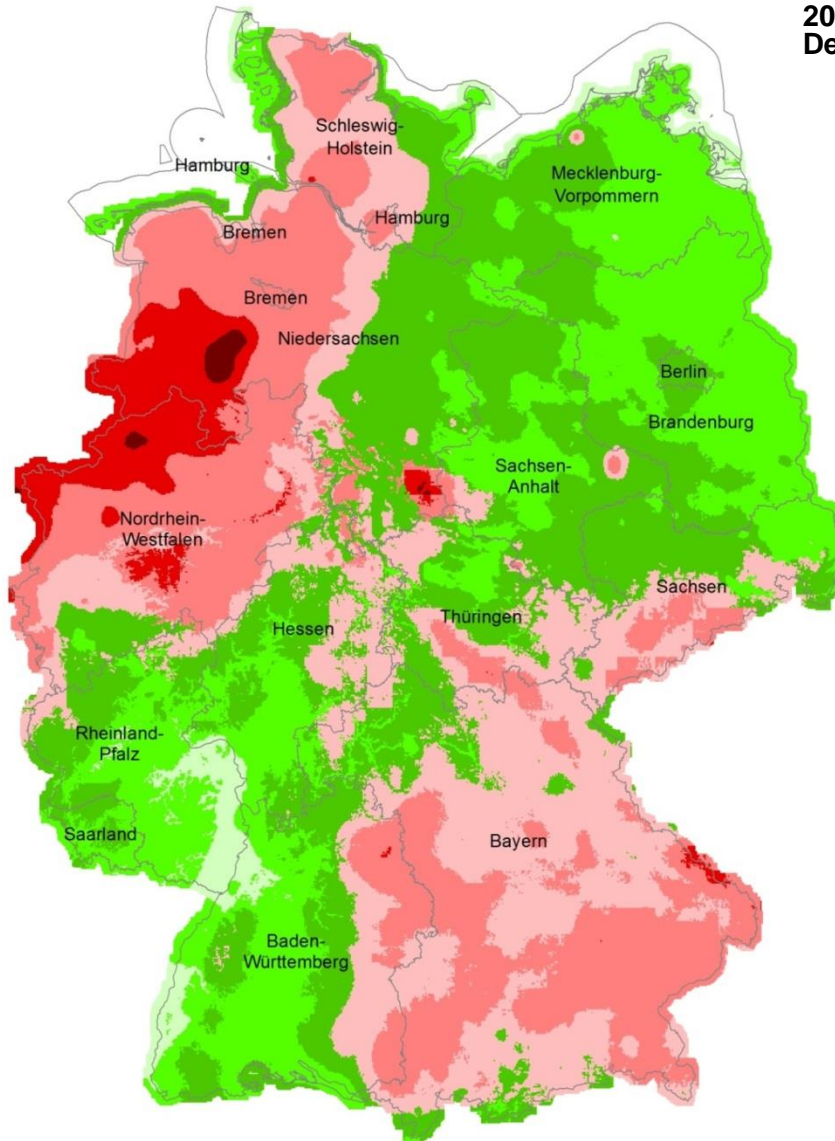 20
De
Schleswig-
Holstein
Hamburg
Mecklenburg-
Vorpommern
Hamburg
Bremen
Bremen
Niedersachsen
Berlin
Brandenburg
Sachsen-
Anhalt
Nordrhein-
Westfalen
Sachsen
Thüringen
Hessen
Rheinland-
Pfalz
Saarland
Bayern
Baden-
Württemberg